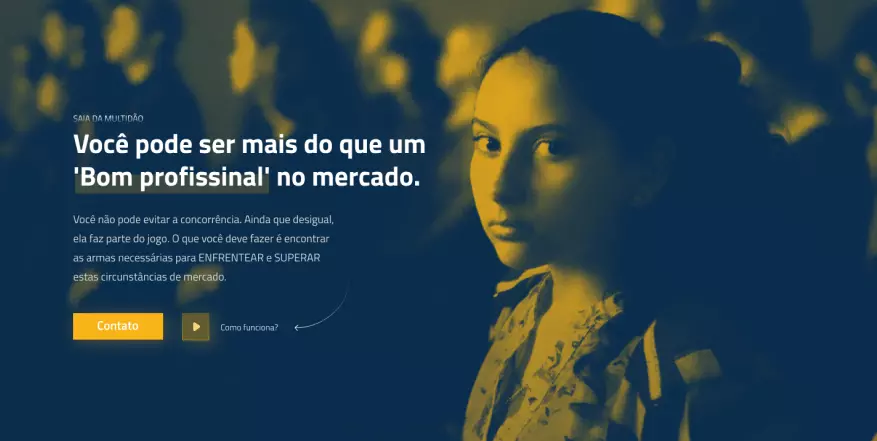 SAIA DA MULTIDÃO
Você pode ser mais do que um
'Bom profissinal' no mercado.
Você não pode evitar a concorrência. Ainda que desigual,
ela faz parte do jogo. O que você deve fazer é encontrar
as armas necessárias para ENFRENTEAR e SUPERAR
estas circunstâncias de mercado.
Contato
Como funciona?